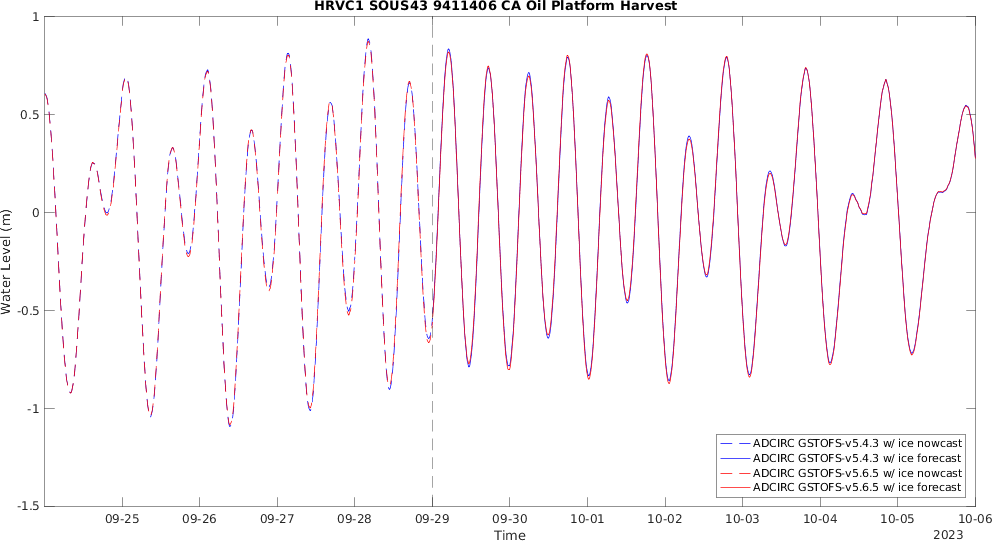 HRVC1 SOUS43 9411406 CA Oil Platform Harvest
1
0.5
0
-0.5
-1
-1.5
Water Level (m)
ADCIRC GSTOFS-v5.4.3 w/ ice nowcast
ADCIRC GSTOFS-v5.4.3 w/ ice forecast
ADCIRC GSTOFS-v5.6.5 w/ ice nowcast
ADCIRC GSTOFS-v5.6.5 w/ ice forecast
09-25 09-26 09-27 09-28 09-29 09-30 10-01 10-02 10-03 10-04 10-05 10-06
Time
2023